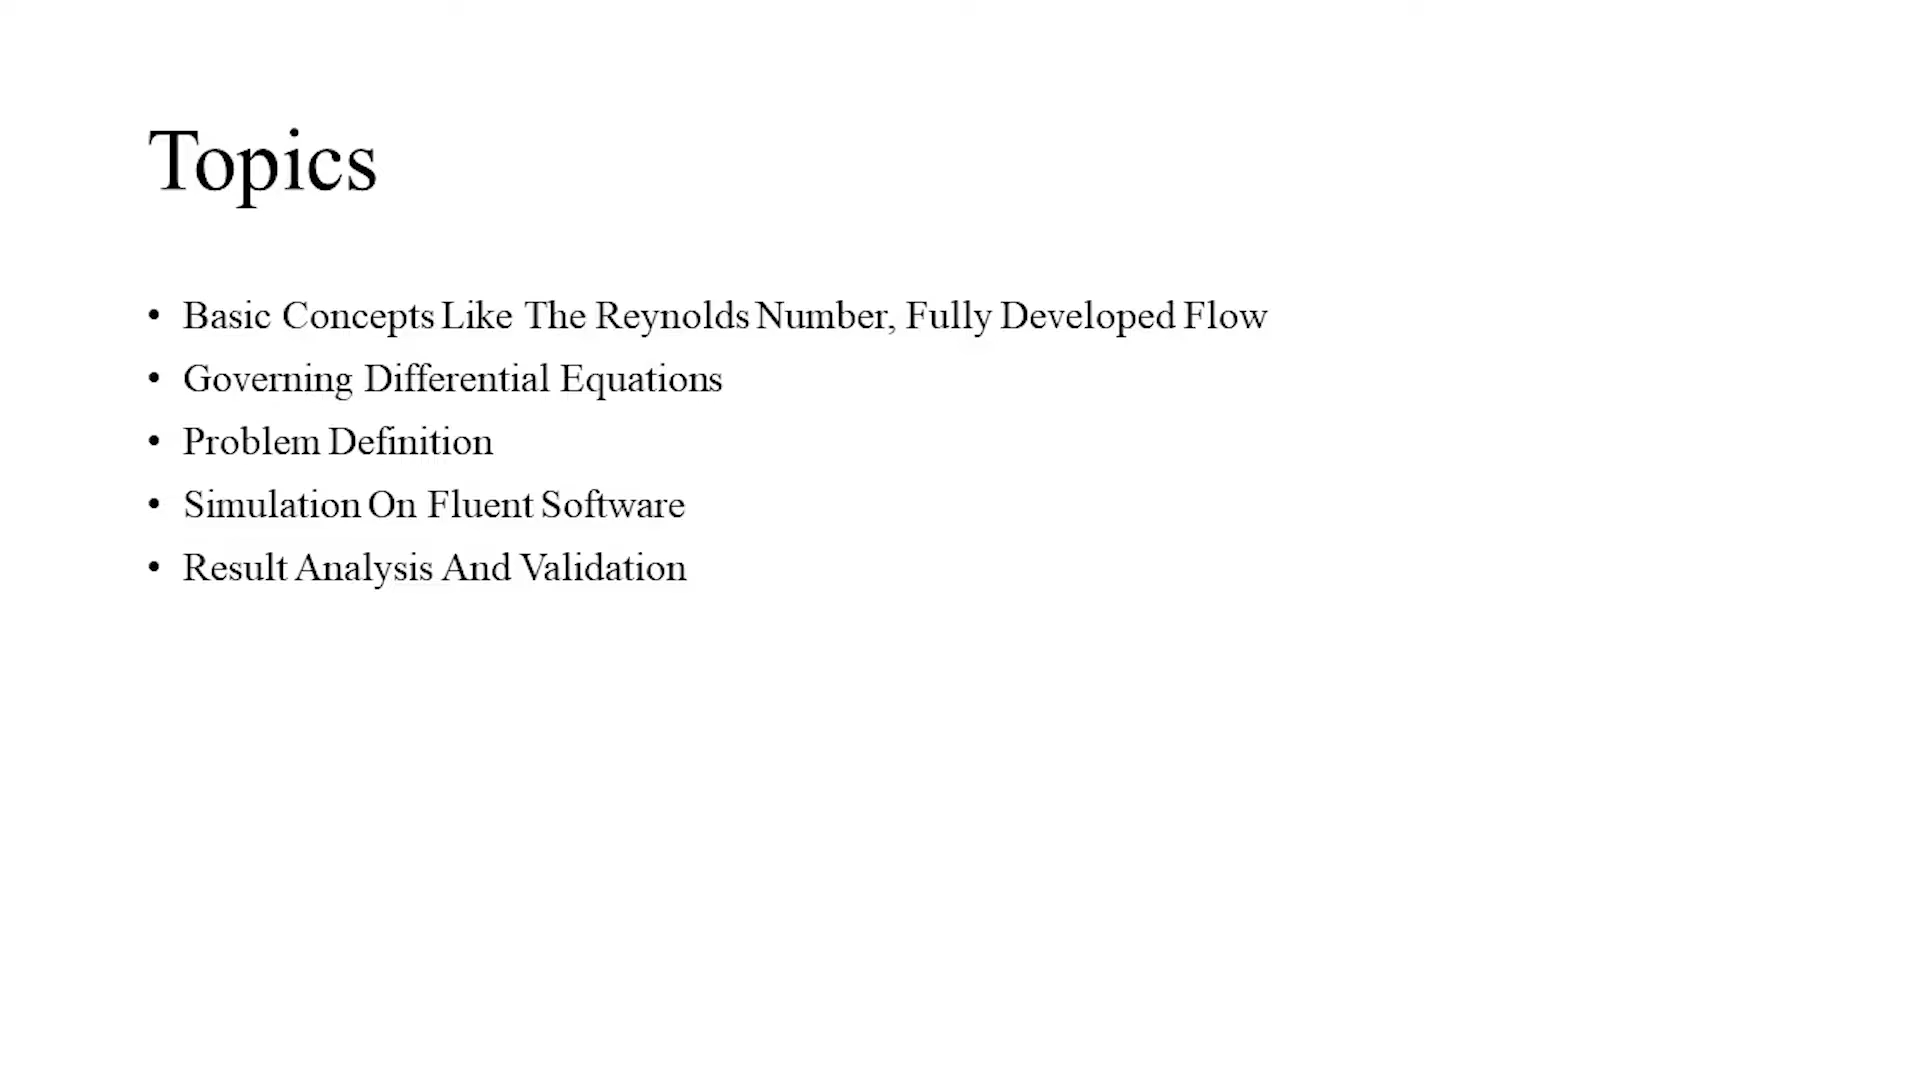 Topics
• Basic Concepts Like The Reynolds Number, Fully Developed Flow
• Governing Differential Equations
• Problem Definition
• Simulation On Fluent Software
• Result Analysis And Validation